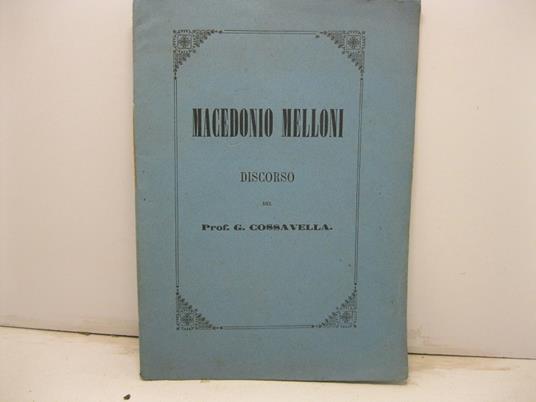 MACEDONIO MELLONI
DISCORSO
DEL
Prof. G. COSSAVELLA.